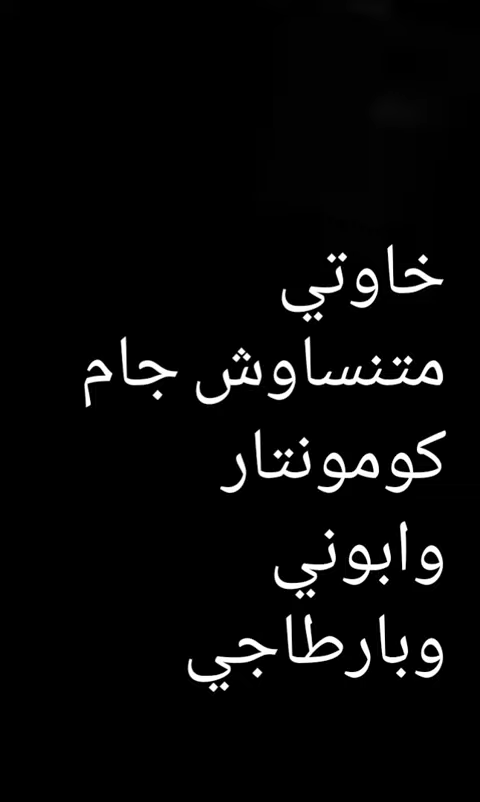 خاوتي
متنساوش جام
كومونتار
وابوني
وبارطاجي